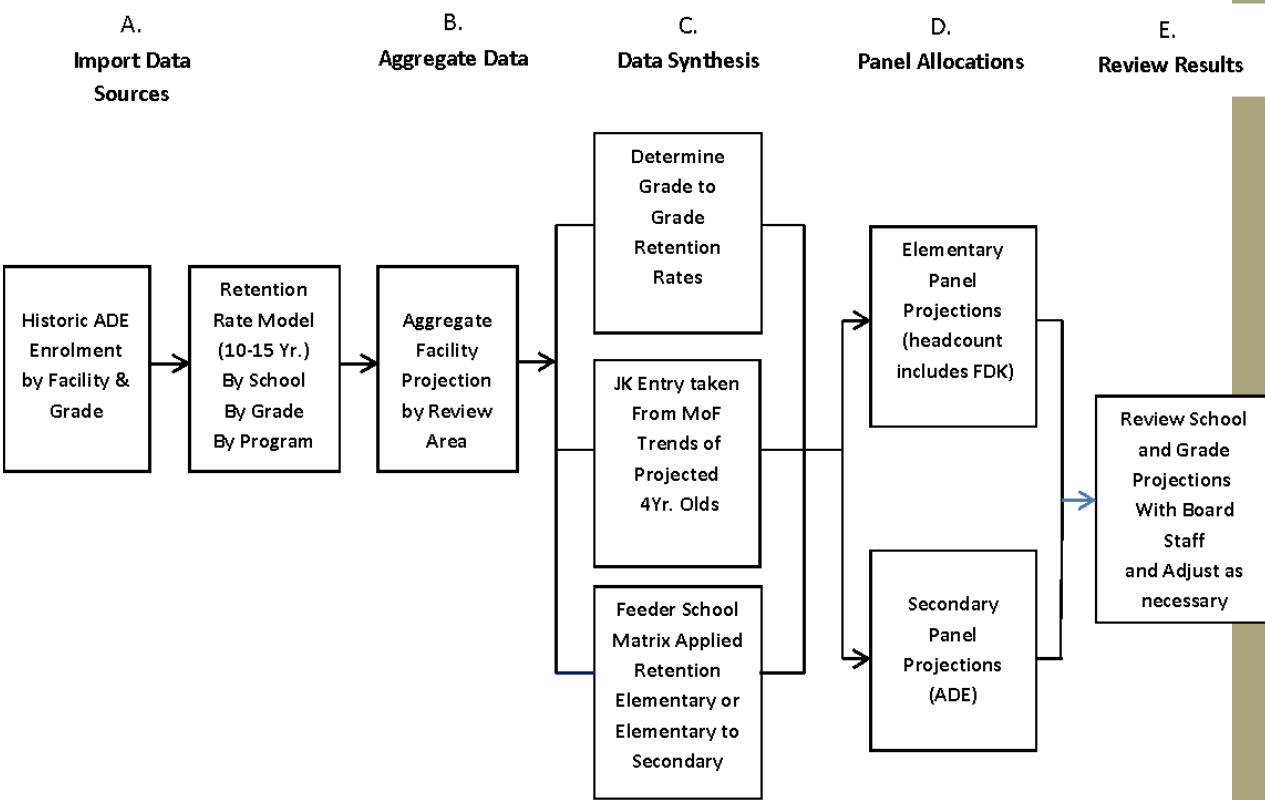 A.
Import Data
Sources
B.
Aggregate Data
C.
Data Synthesis
D.
Panel Allocations
E.
Review Results
Historic ADE
Enrolment
by Facility &
Grade
Retention
Rate Model
(10-15 Yr.)
By School
By Grade
By Program
Aggregate
Facility
Projection
by Review
Area
Determine
Grade to
Grade
Retention
Rates
JK Entry taken
From MoF
Trends of
Projected
4Yr. Olds
Feeder School
Matrix Applied
Retention
Elementary or
Elementary to
Secondary
Elementary
Panel
Projections
(headcount
includes FDK)
Secondary
Panel
Projections
(ADE)
Review School
and Grade
Projections
With Board
Staff
and Adjust as
necessary